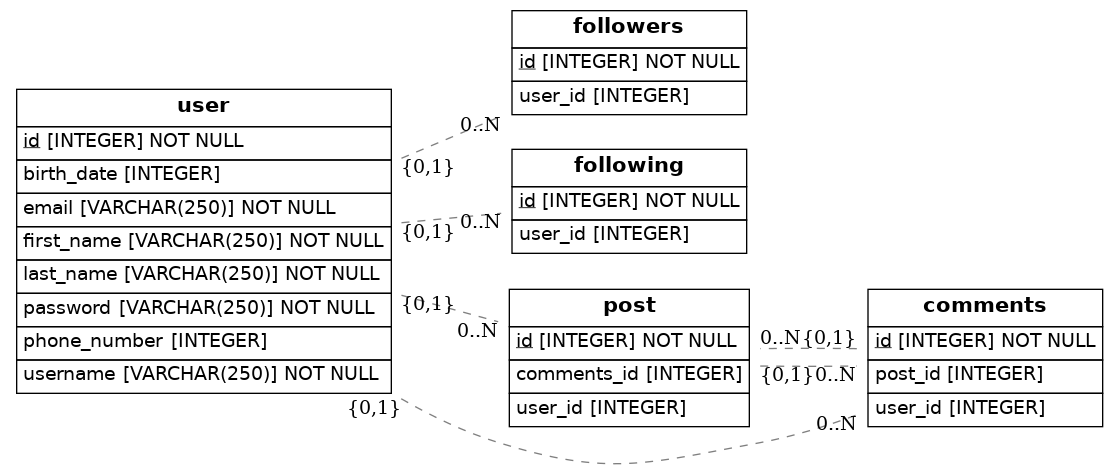 followers
id [INTEGER] NOT NULL
user_id [INTEGER]
user
id [INTEGER] NOT NULL
birth_date [INTEGER]
email [VARCHAR(250)] NOT NULL
first_name [VARCHAR(250)] NOT NULL
last_name [VARCHAR(250)] NOT NULL
password [VARCHAR(250)] NOT NULL
phone_number [INTEGER]
username [VARCHAR(250)] NOT NULL
0..N
{0,1}
following
id [INTEGER] NOT NULL
user_id [INTEGER]
0..N
{0,1}
{0,1}
0..N
post
id [INTEGER] NOT NULL
comments_id [INTEGER]
user_id [INTEGER]
0..N{0,1}
{0,1}0..N
comments
id [INTEGER] NOT NULL
post_id [INTEGER]
user_id [INTEGER]
{0,1}
0..N